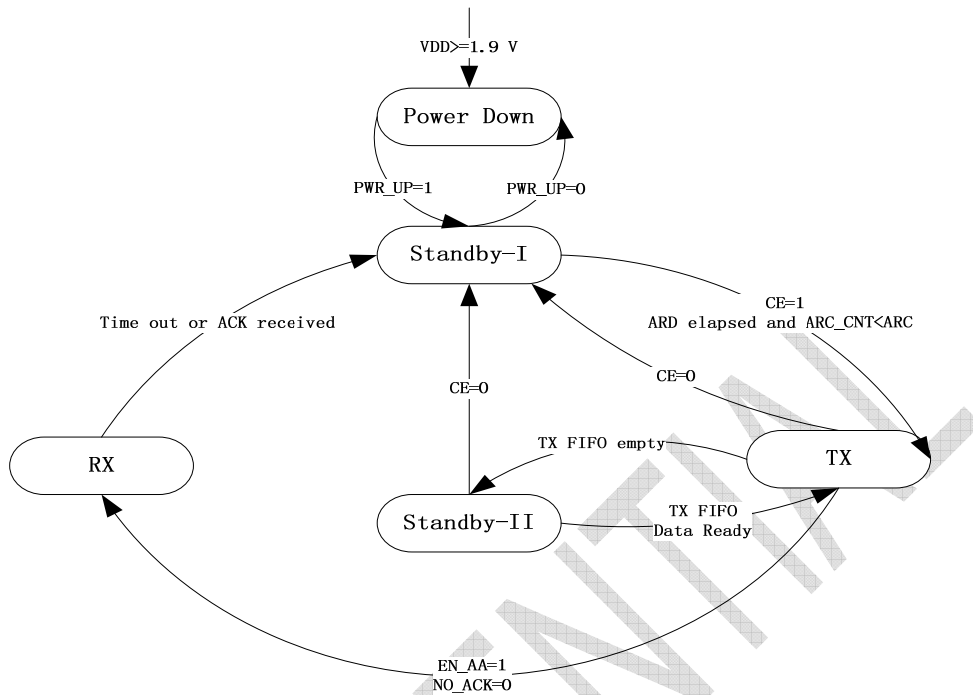 VDD>=1.9 V
Power Down
PWR_UP=1
PWR_UP=0
Standby-I
CE=1
ARD elapsed and ARC_CNT<ARC
Time out or ACK received
CE=0
CE=0
TX FIFO empty
TX
RX
Standby-II
TX FIFO
Data Ready
EN_AA=1
NO_ACK=0
ENTIAL